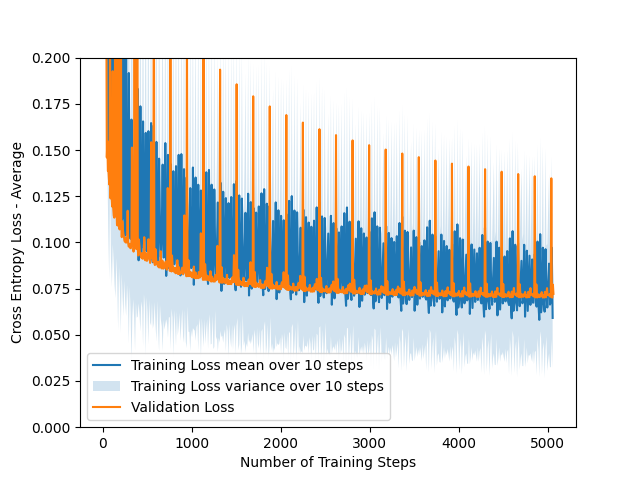 0.200
0.175
0.150
0.125
0.100
0.075
0.050
0.025
0.000
Cross Entropy Loss - Average
Training Loss mean over 10 steps
Training Loss variance over 10 steps
Validation Loss
0 1000 2000 3000 4000 5000
Number of Training Steps